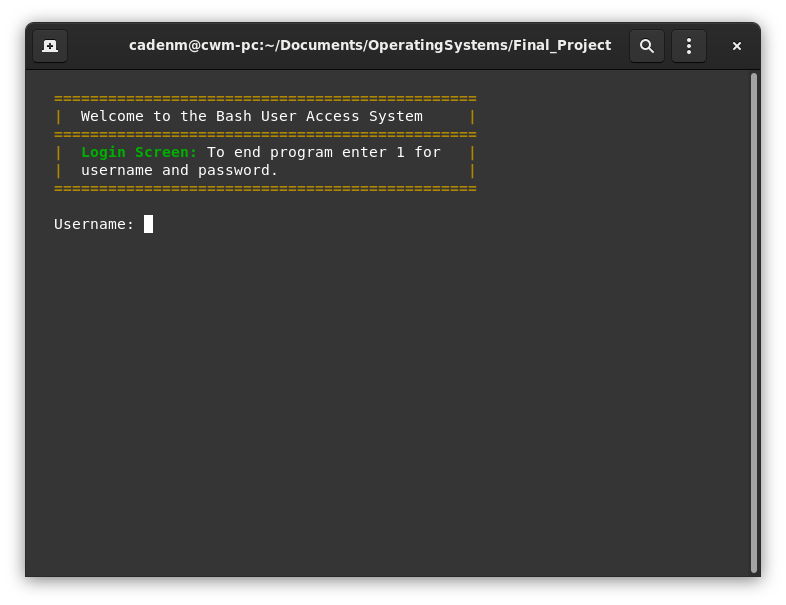 cadenm@cwm-pc:~/Documents/OperatingSystems/Final_Project
===============================================
|  Welcome to the Bash User Access System     |
===============================================
|  Login Screen: To end program enter 1 for   |
|  username and password.                     |
===============================================
Username: